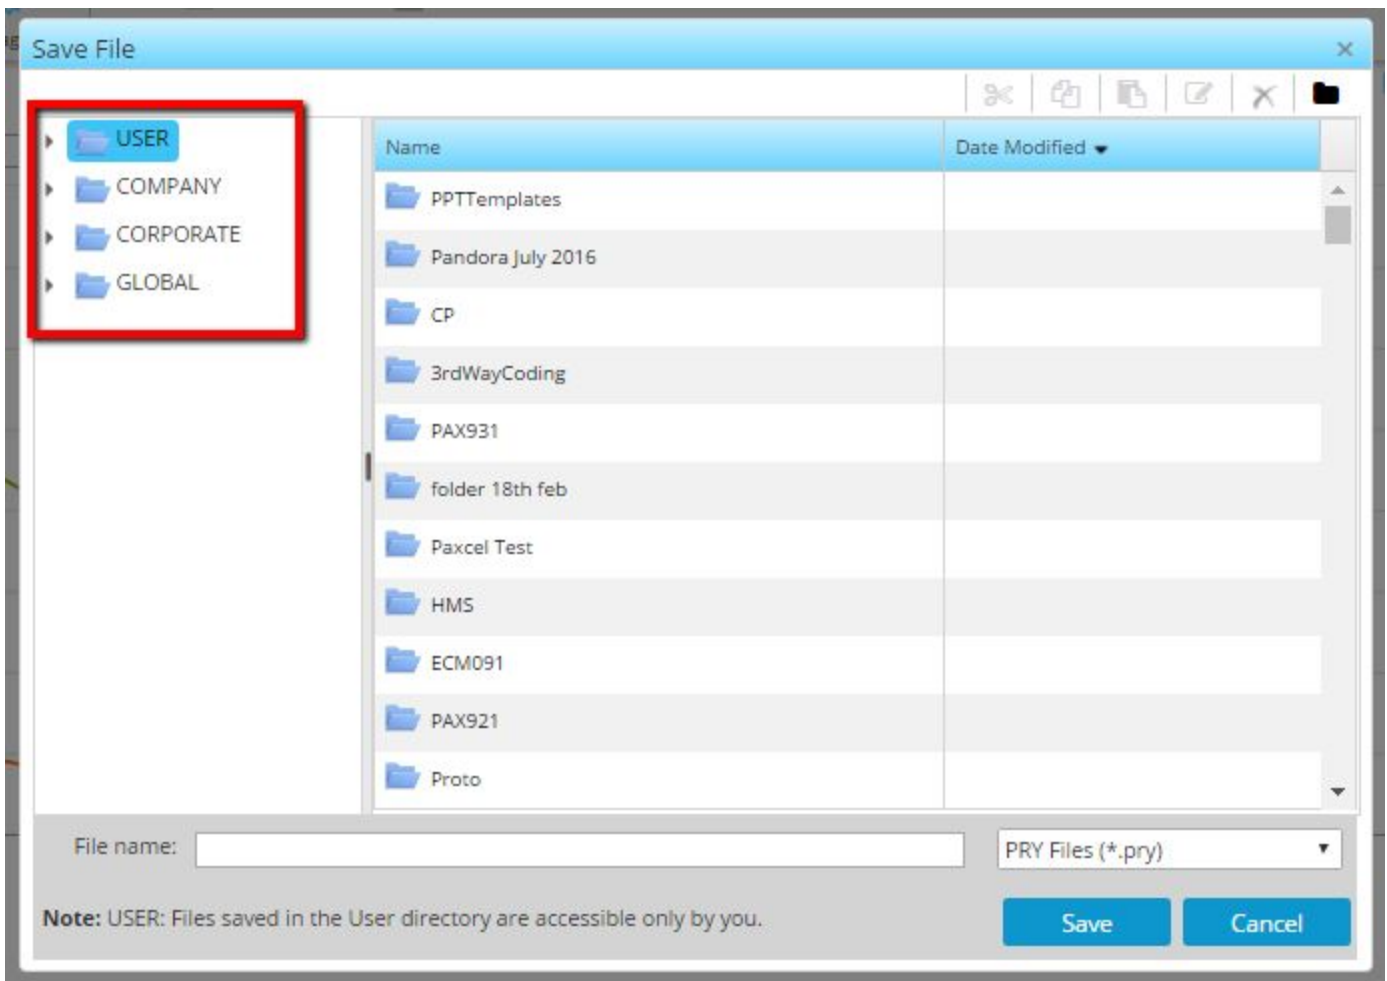 Save File
USER
COMPANY
CORPORATE
GLOBAL
Name Date Modified
PPTTemplates
Pandora July 2016
CP
3rdWayCoding
PAX931
folder 18th feb
Paxcel Test
HMS
ECM091
PAX921
Proto
File name: PRY Files (*.pry)
Note: USER: Files saved in the User directory are accessible only by you.
Save Cancel